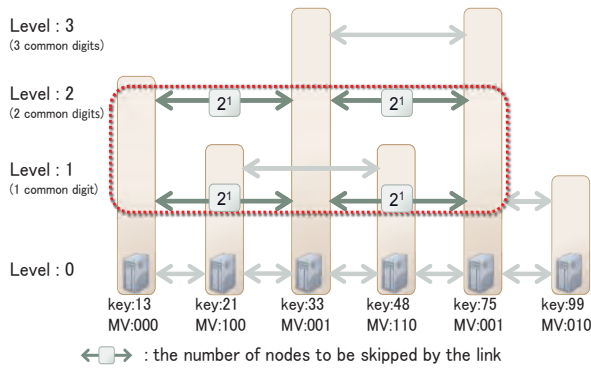 Level : 3
(3 common digits)
Level : 2
(2 common digits)
2¹ 2¹
Level : 1
(1 common digit)
2¹ 2¹
Level : 0
key:13 key:21 key:33 key:48 key:75 key:99
MV:000 MV:100 MV:001 MV:110 MV:001 MV:010
: the number of nodes to be skipped by the link